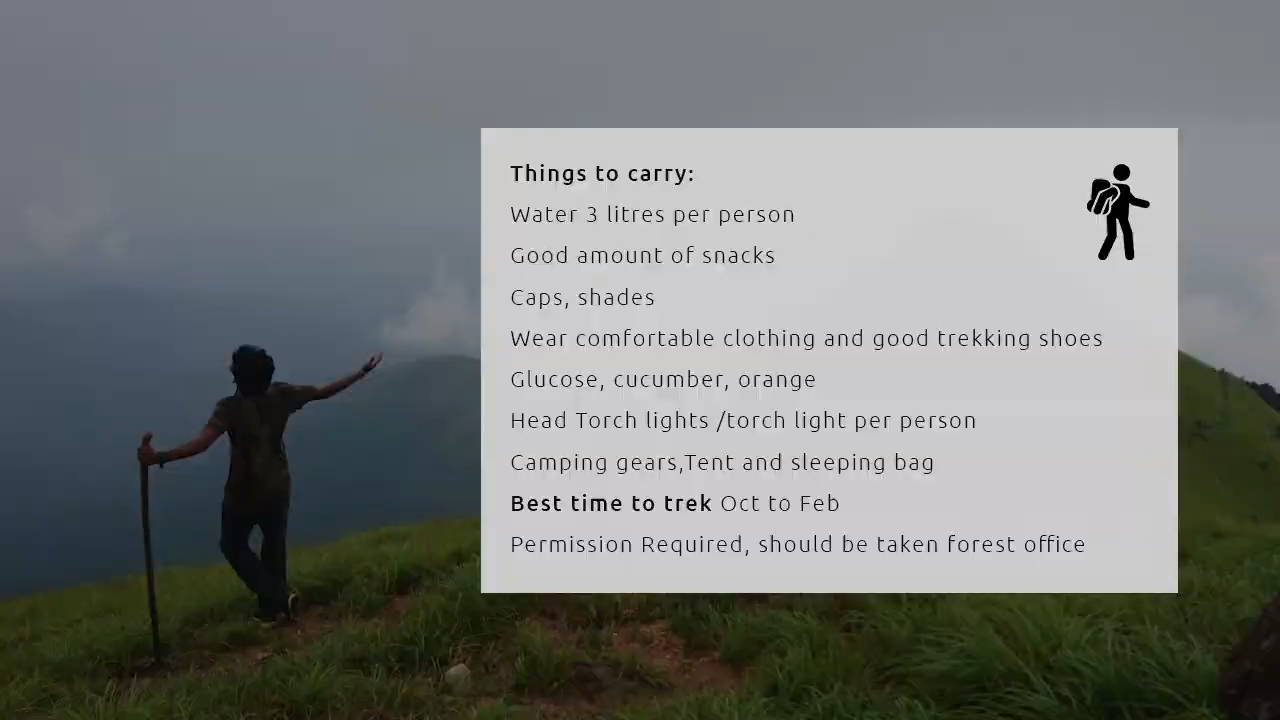 Things to carry:
Water 3 litres per person
Good amount of snacks
Caps, shades
Wear comfortable clothing and good trekking shoes
Glucose, cucumber, orange
Head Torch lights /torch light per person
Camping gears,Tent and sleeping bag
Best time to trek Oct to Feb
Permission Required, should be taken forest office